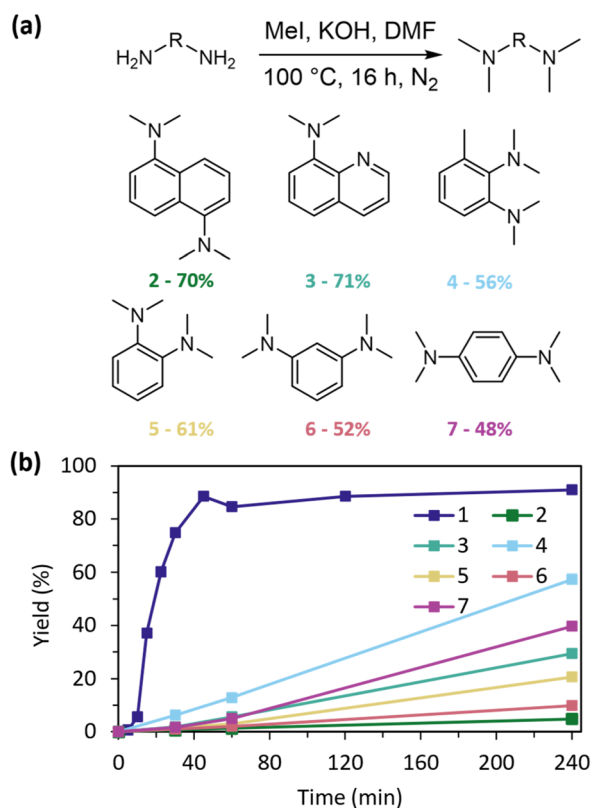 (a)
H₂N R NH₂
MeI, KOH, DMF
100 °C, 16 h, N₂
N R N
N N N N
N N
2 - 70% 3 - 71% 4 - 56%
N N N N N N
5 - 61% 6 - 52% 7 - 48%
(b)
Yield (%)
100
80
60
40
20
0
1 2
3 4
5 6
7
0 40 80 120 160 200 240
Time (min)